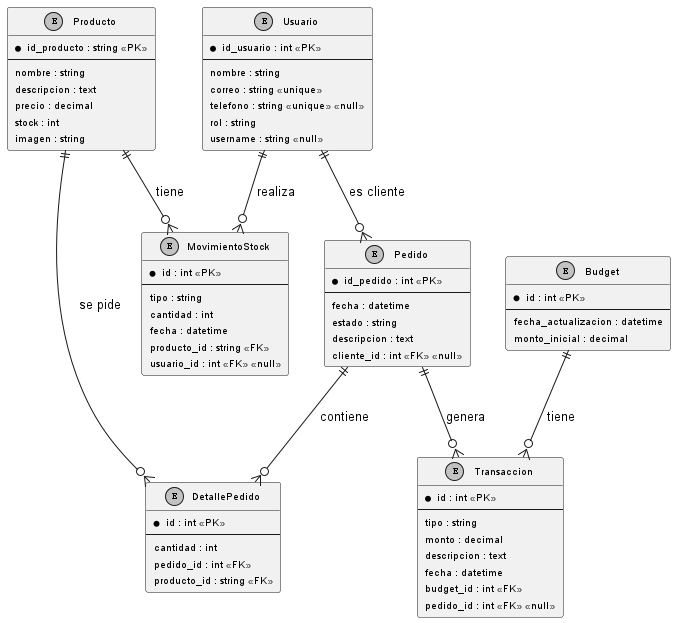 E Producto
id_producto : string «PK»
nombre : string
descripcion : text
precio : decimal
stock : int
imagen : string
E Usuario
id_usuario : int «PK»
nombre : string
correo : string «unique»
telefono : string «unique» «null»
rol : string
username : string «null»
tiene
realiza
es cliente
E MovimientoStock
id : int «PK»
tipo : string
cantidad : int
fecha : datetime
producto_id : string «FK»
usuario_id : int «FK» «null»
E Pedido
id_pedido : int «PK»
fecha : datetime
estado : string
descripcion : text
cliente_id : int «FK» «null»
E Budget
id : int «PK»
fecha_actualizacion : datetime
monto_inicial : decimal
se pide
contiene
genera
tiene
E DetallePedido
id : int «PK»
cantidad : int
pedido_id : int «FK»
producto_id : string «FK»
E Transaccion
id : int «PK»
tipo : string
monto : decimal
descripcion : text
fecha : datetime
budget_id : int «FK»
pedido_id : int «FK» «null»